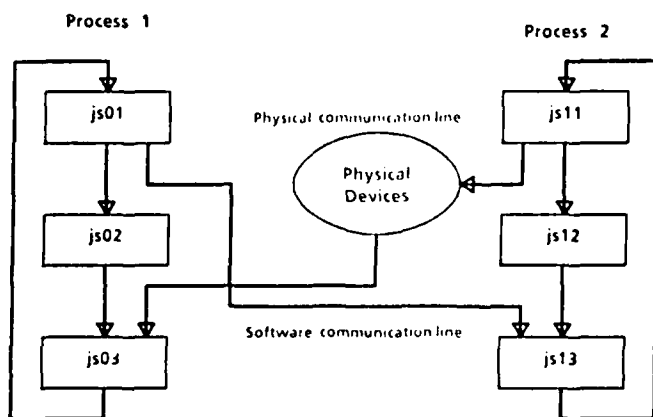 Process 1
Process 2
js01
js11
Physical communication line
Physical
Devices
js02
js12
Software communication line
js03
js13